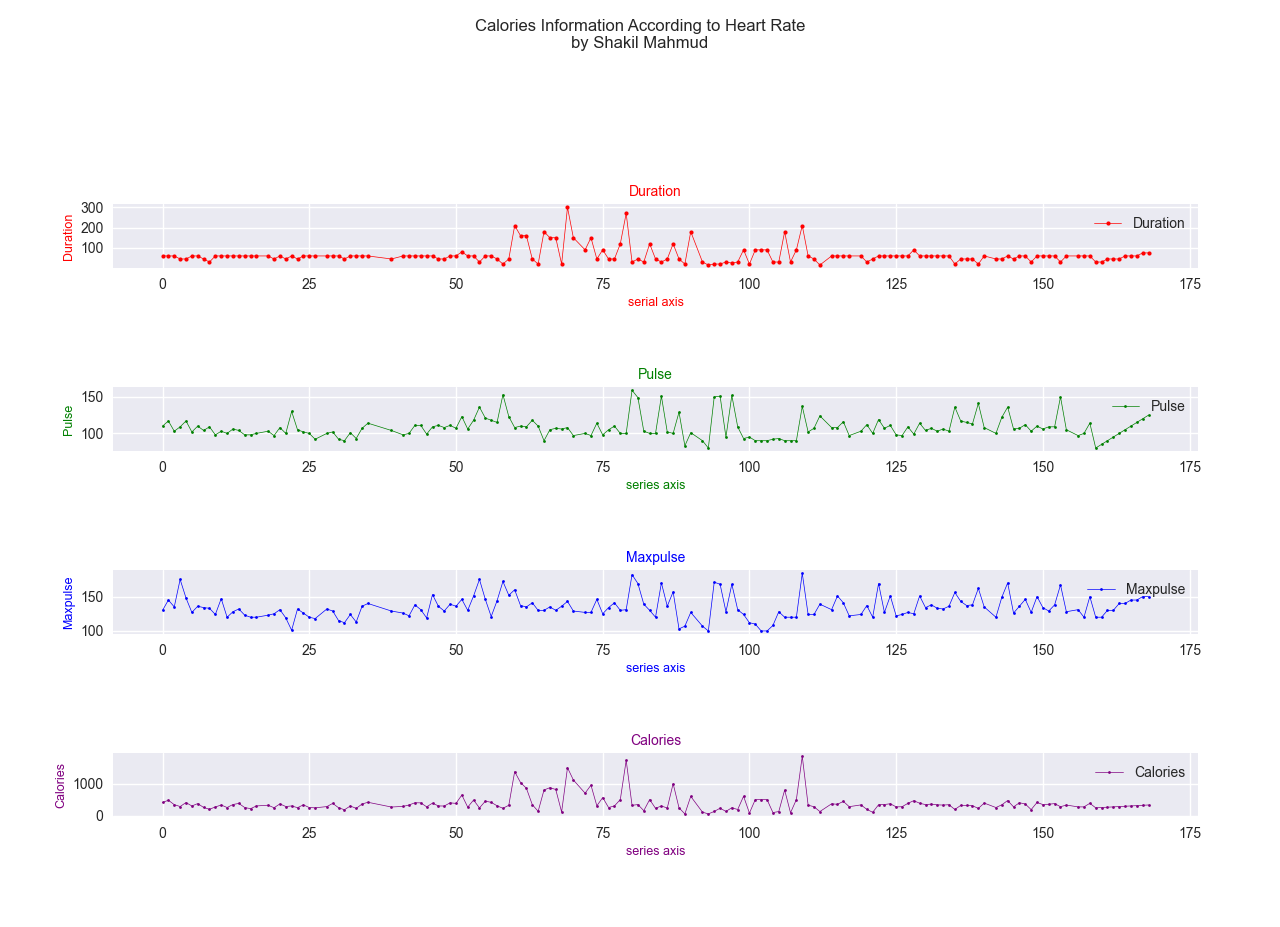 Calories Information According to Heart Rate
by Shakil Mahmud
Duration
Duration
300
200
100
Duration
0 25 50 75 100 125 150 175
serial axis
Pulse
Pulse
150
100
Pulse
0 25 50 75 100 125 150 175
series axis
Maxpulse
Maxpulse
150
100
Maxpulse
0 25 50 75 100 125 150 175
series axis
Calories
Calories
1000
0
Calories
0 25 50 75 100 125 150 175
series axis